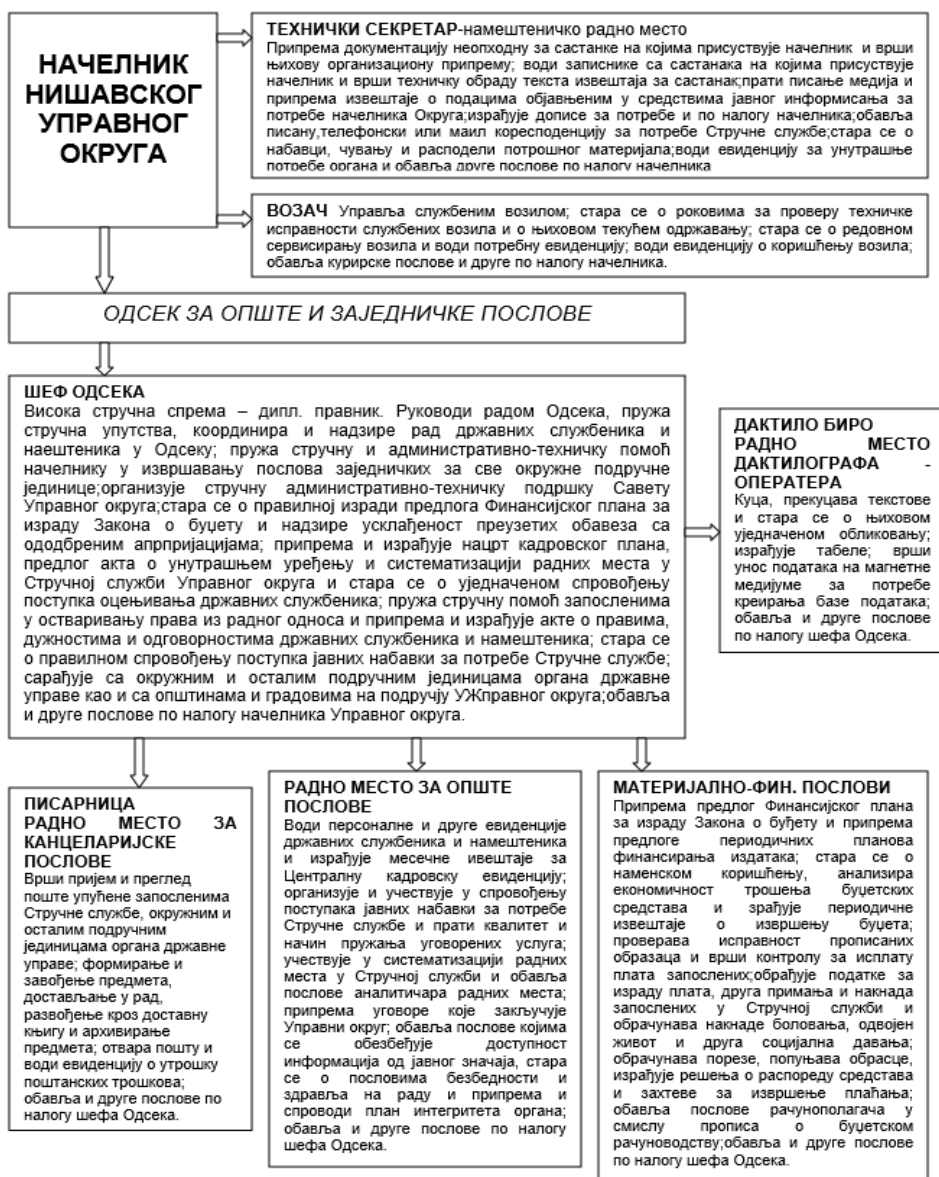 НАЧЕЛНИК
НИШАВСКОГ
УПРАВНОГ
ОКРУГА
ТЕХНИЧКИ СЕКРЕТАР-намештеничко радно место
Припрема документацију неопходну за састанке на којима присуствује начелник и врши
њихову организациону припрему; води записнике са састанака на којима присуствује
начелник и врши техничку обраду текста извештаја за састанак;прати писање медија и
припрема извештаје о подацима објавњеним у средствима јавног информисања за
потребе начелника Округа;израђује дописе за потребе и по налогу начелника;обавља
писану,телефонски или маил коресподенцију за потребе Стручне службе;стара се о
набавци, чувању и расподели потрошног материјала;води евиденцију за унутрашње
потребе органа и обавља друге послове по налогу начелника
ВОЗАЧ Управља службеним возилом; стара се о роковима за проверу техничке
исправности службених возила и о њиховом текућем одржавању; стара се о редовном
сервисирању возила и води потребну евиденцију; води евиденцију о коришћењу возила;
обавља курирске послове и друге по налогу начелника.
ОДСЕК ЗА ОПШТЕ И ЗАЈЕДНИЧКЕ ПОСЛОВЕ
ШЕФ ОДСЕКА
Висока стручна спрема – дипл. правник. Руководи радом Одсека, пружа
стручна упутства, координира и надзире рад државних службеника и
наештеника у Одсеку; пружа стручну и административно-техничку помоћ
начелнику у извршавању послова заједничких за све окружне подручне
јединице;организује стручну административно-техничку подршку Савету
Управног округа;стара се о правилној изради предлога Финансијског плана за
израду Закона о буџету и надзире усклађеност преузетих обавеза са
ододбреним апрпријацијама; припрема и израђује нацрт кадровског плана,
предлог акта о унутрашњем уређењу и систематизацији радних места у
Стручној служби Управног округа и стара се о уједначеном спровођењу
поступка оцењивања државних службеника; пружа стручну помоћ запосленима
у остваривању права из радног односа и припрема и израђује акте о правима,
дужностима и одговорностима државних службеника и намештеника; стара се
о правилном спровођењу поступка јавних набавки за потребе Стручне службе;
сарађује са окружним и осталим подручним јединицама органа државне
управе као и са општинама и градовима на подручју УЖправног округа;обавља
и друге послове по налогу начелника Управног округа.
ДАКТИЛО БИРО
РАДНО МЕСТО
ДАКТИЛОГРАФА -
ОПЕРАТЕРА
Куца, прекуцава текстове
и стара се о њиховом
уједначеном обликовању;
израђује табеле; врши
унос података на магнетне
медијуме за потребе
креирања базе података;
обавља и друге послове
по налогу шефа Одсека.
ПИСАРНИЦА
РАДНО МЕСТО ЗА
КАНЦЕЛАРИЈСКЕ
ПОСЛОВЕ
Врши пријем и преглед
поште упућене запосленима
Стручне службе, окружним и
осталим подручним
јединицама органа државне
управе; формирање и
завођење предмета,
достављање у рад,
развођење кроз доставну
књигу и архивирање
предмета; отвара пошту и
води евиденцију о утрошку
поштанских трошкова;
обавља и друге послове по
налогу шефа Одсека.
РАДНО МЕСТО ЗА ОПШТЕ
ПОСЛОВЕ
Води персоналне и друге евиденције
државних службеника и намештеника
и израђује месечне ивештаје за
Централну кадровску евиденцију;
организује и учествује у спровођењу
поступака јавних набавки за потребе
Стручне службе и прати квалитет и
начин пружања уговорених услуга;
учествује у систематизацији радних
места у Стручној служби и обавља
послове аналитичара радних места;
припрема уговоре које закључује
Управни округ; обавља послове којима
се обезбеђује доступност
информација од јавног значаја, стара
се о пословима безбедности и
здравља на раду и припрема и
спроводи план интегритета органа;
обавља и друге послове по налогу
шефа Одсека.
МАТЕРИЈАЛНО-ФИН. ПОСЛОВИ
Припрема предлог Финансијског плана
за израду Закона о буђету и припрема
предлоге периодичних планова
финансирања издатака; стара се о
наменском коришћењу, анализира
економичност трошења буџетских
средстава и зрађује периодичне
извештаје о извршењу буџета;
проверава исправност прописаних
образаца и врши контролу за исплату
плата запослених;обрађује податке за
израду плата, друга примања и накнада
запослених у Стручној служби и
обрачунава накнаде боловања, одвојен
живот и друга социјална давања;
обрачунава порезе, попуњава обрасце,
израђује решења о распореду средстава
и захтеве за извршење плаћања;
обавља послове рачунополагача у
смислу прописа о буџетском
рачуноводству;обавља и друге послове
по налогу шефа Одсека.